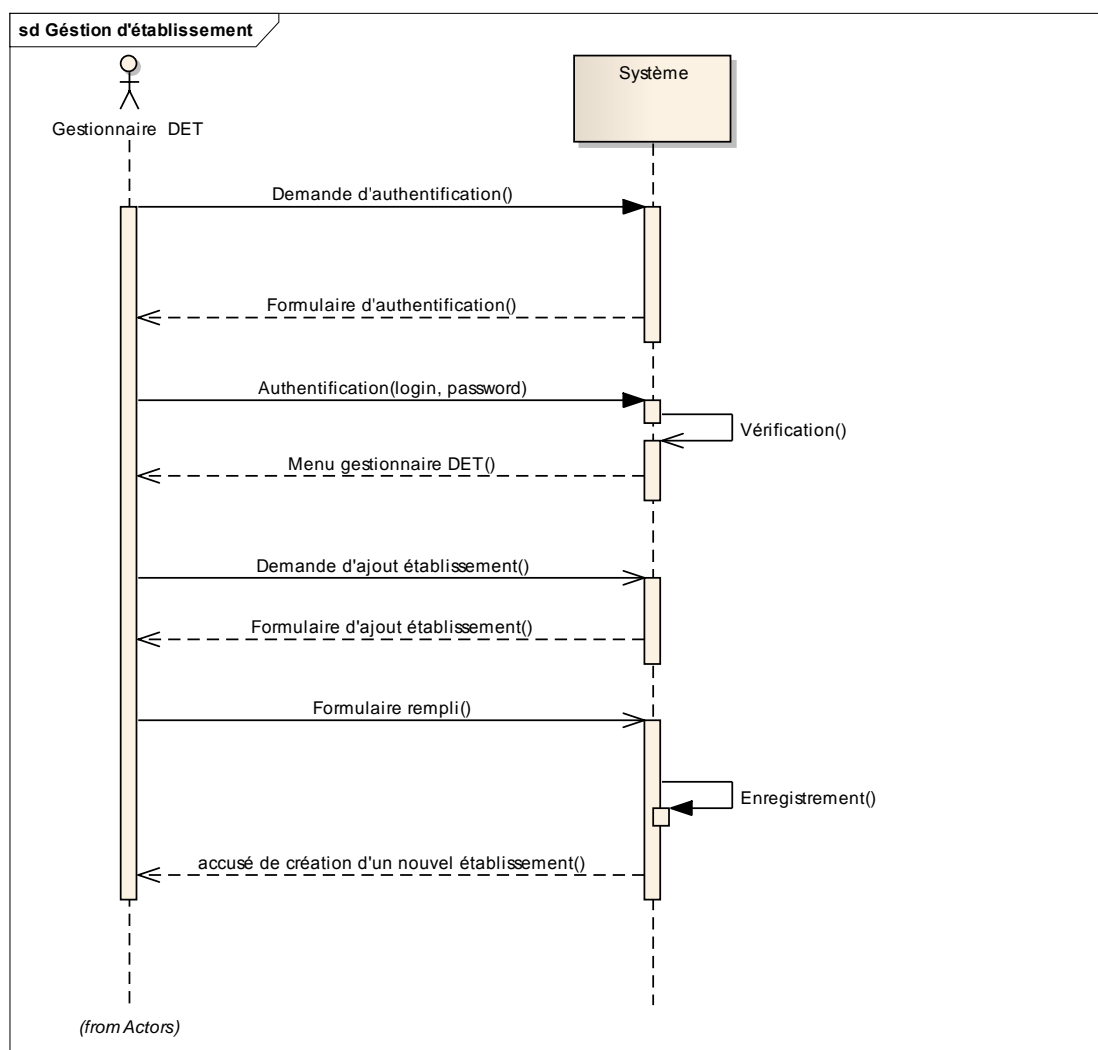 sd Géstion d'établissement
Système
Gestionnaire DET
Demande d'authentification()
Formulaire d'authentification()
Authentification(login, password)
Vérification()
Menu gestionnaire DET()
Demande d'ajout établissement()
Formulaire d'ajout établissement()
Formulaire rempli()
Enregistrement()
accusé de création d'un nouvel établissement()
(from Actors)